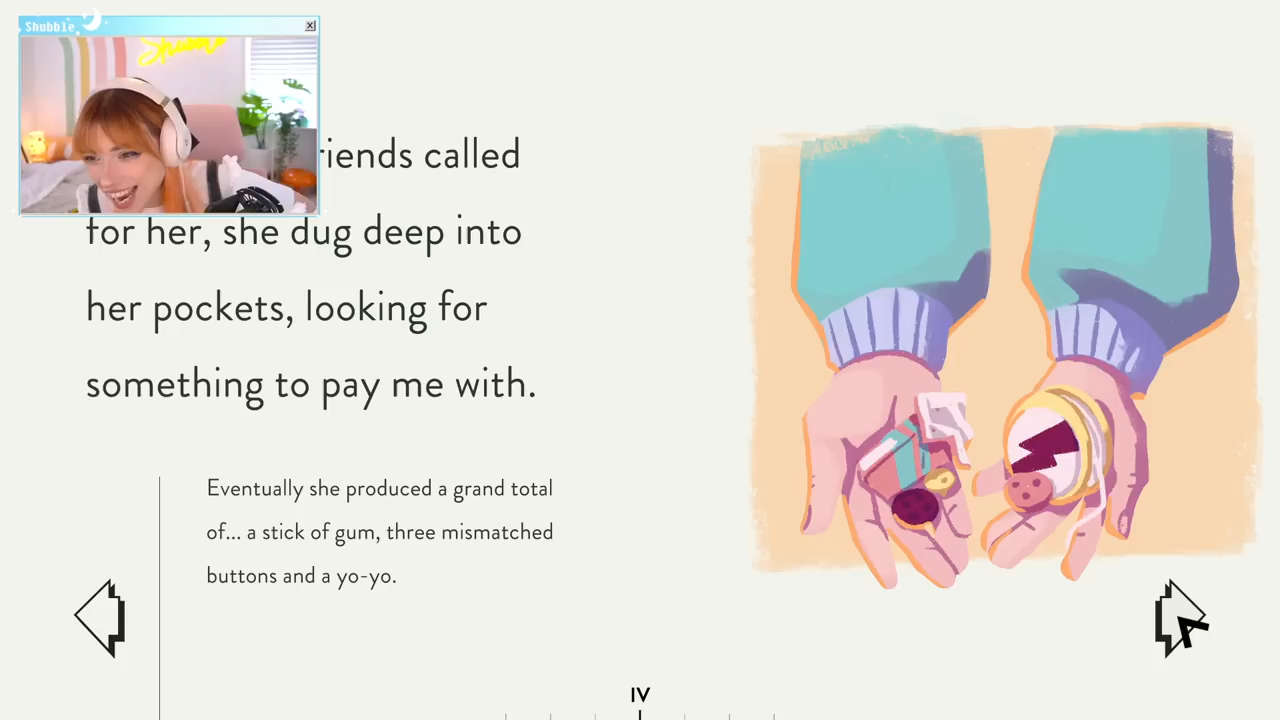 Shubble
Shubble
riends called
for her, she dug deep into
her pockets, looking for
something to pay me with.
Eventually she produced a grand total
of... a stick of gum, three mismatched
buttons and a yo-yo.
IV